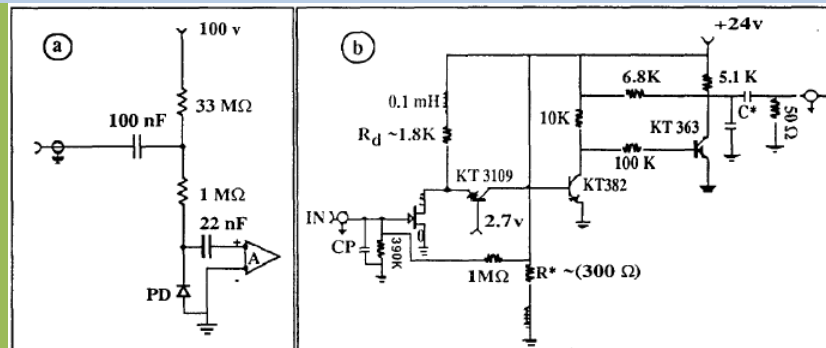 a
100 v
33 MΩ
100 nF
1 MΩ
22 nF
+
A
-
PD
b
+24v
6.8K
5.1 K
0.1 mH
R d ~1.8K
10K
C*
50 Ω
KT 363
100 K
KT 3109
KT382
IN
2.7v
CP
390K
1MΩ
R* ~(300 Ω)